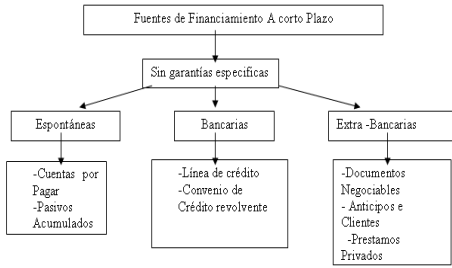 Fuentes de Financiamiento A corto Plazo
Sin garantías especificas
Espontáneas
Bancarias
Extra -Bancarias
-Cuentas por
Pagar
-Pasivos
Acumulados
-Línea de crédito
-Convenio de
Crédito revolvente
-Documentos
Negociables
- Anticipos e
Clientes
-Prestamos
Privados